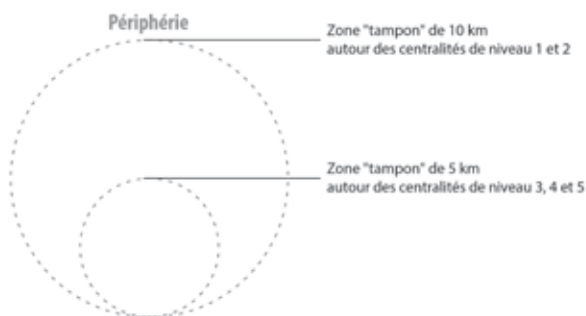 Périphérie
Zone "tampon" de 10 km
autour des centralités de niveau 1 et 2
Zone "tampon" de 5 km
autour des centralités de niveau 3, 4 et 5